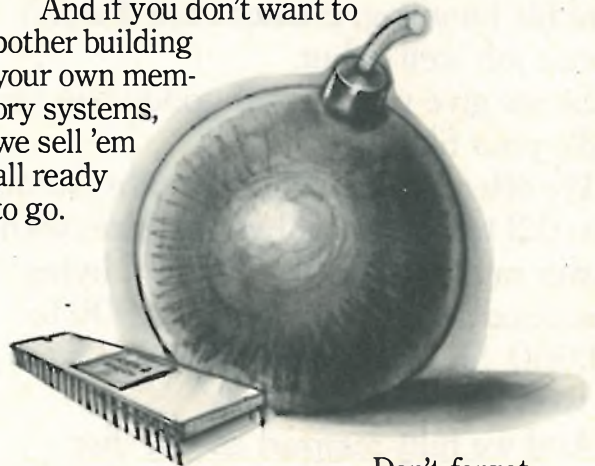 And if you don't want to
bother building
your own mem-
ory systems,
we sell 'em
all ready
to go.
Don't forget